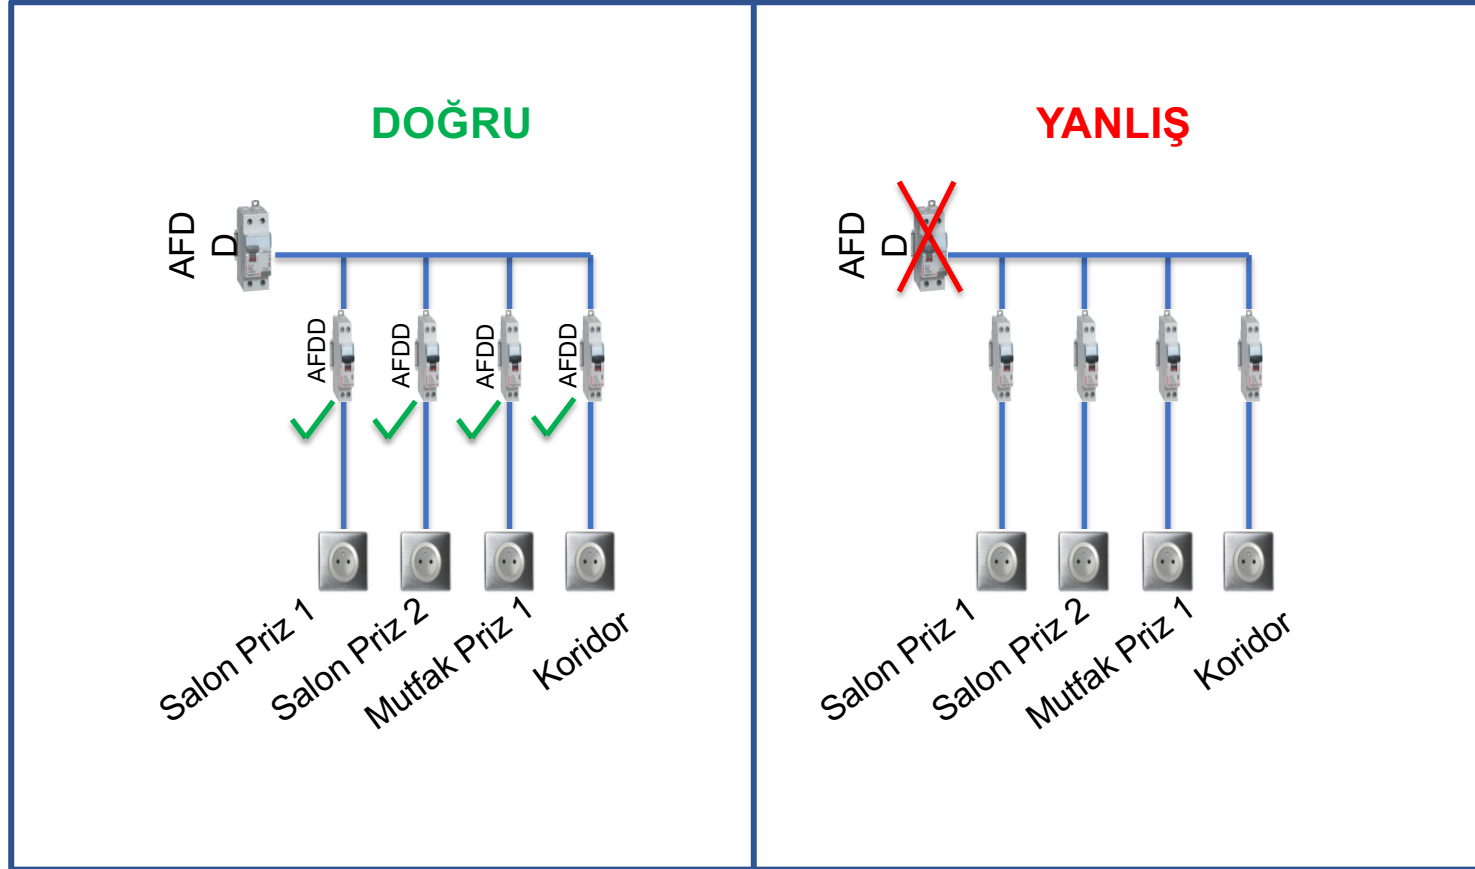 DOĞRU
AFD
D
AFDD
AFDD
AFDD
AFDD
Salon Priz 1
Salon Priz 2
Mutfak Priz 1
Koridor
YANLIŞ
AFD
D
Salon Priz 1
Salon Priz 2
Mutfak Priz 1
Koridor